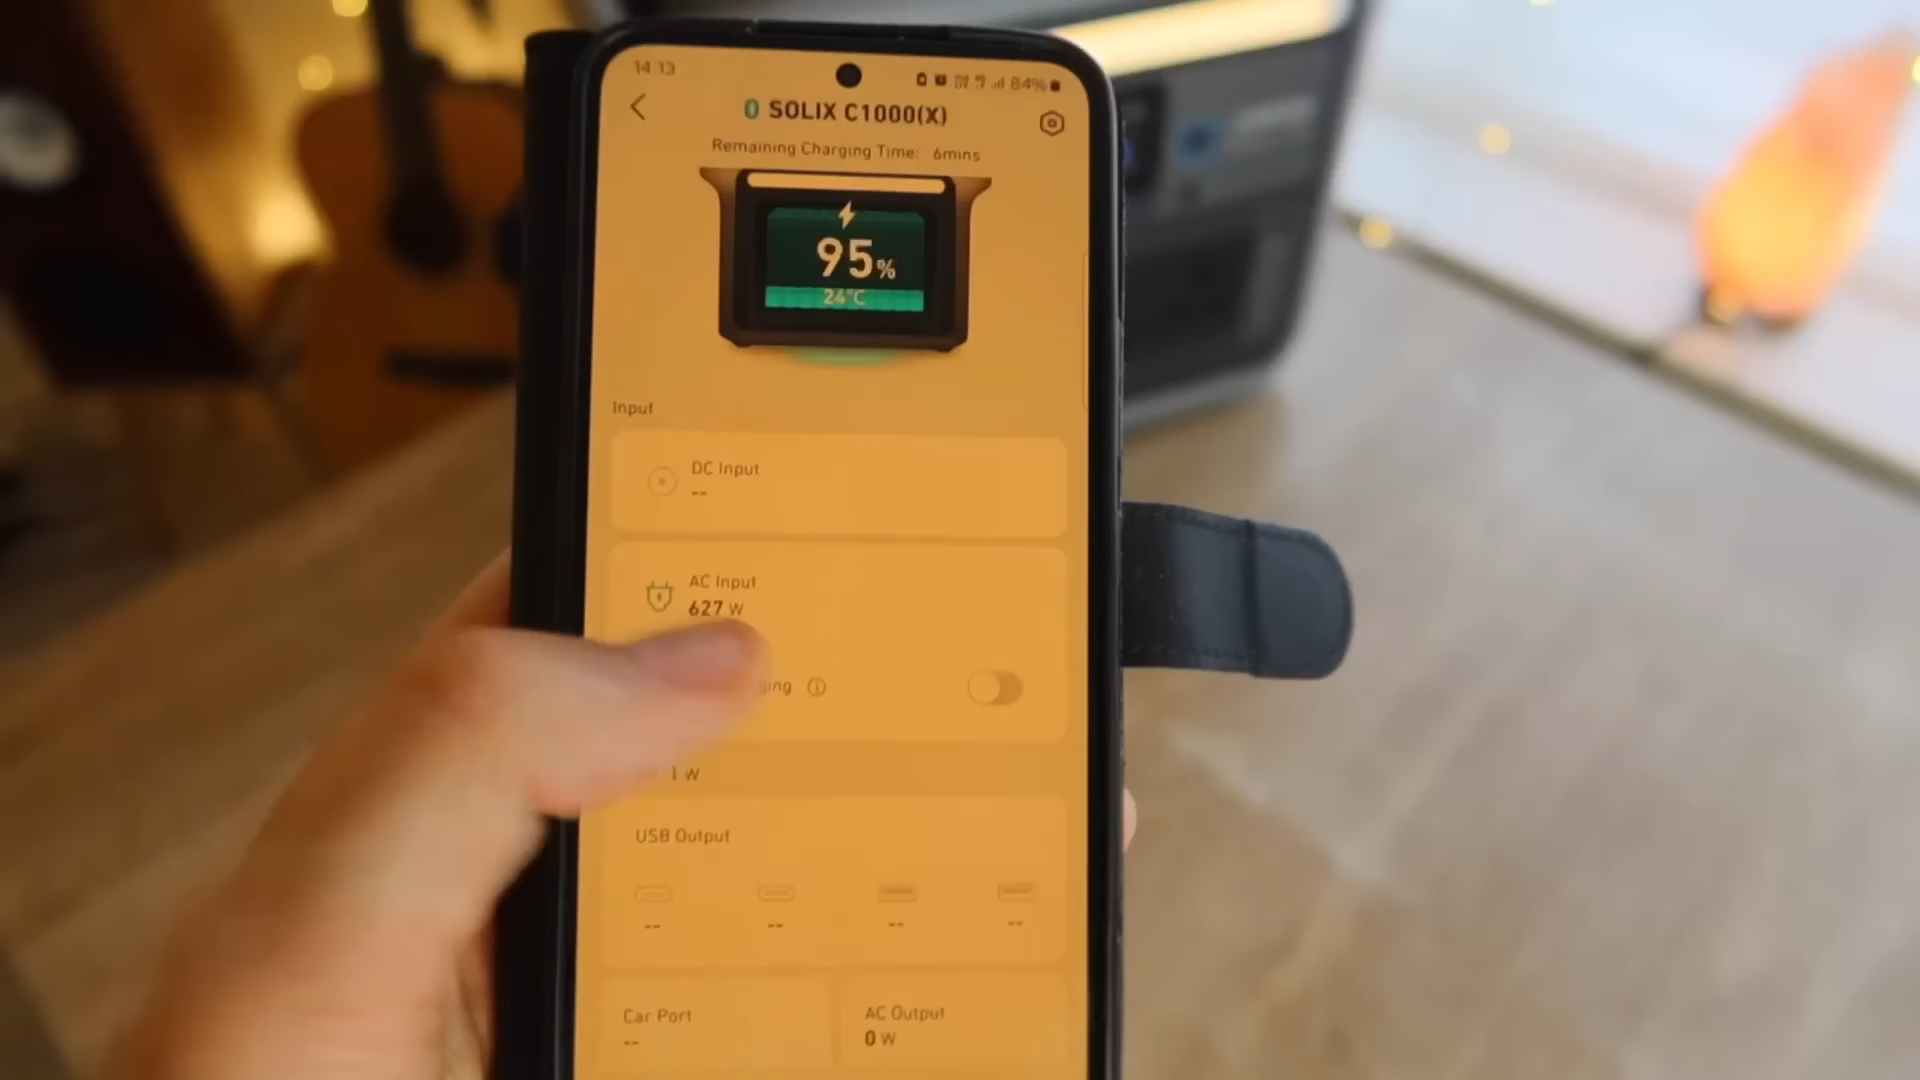 14 13
84%
SOLIX C1000(X)
Remaining Charging Time: 6mins
95%
24°C
Input
DC Input
--
AC Input
627 W
1 W
USB Output
-- -- -- --
Car Port
--
AC Output
0 W